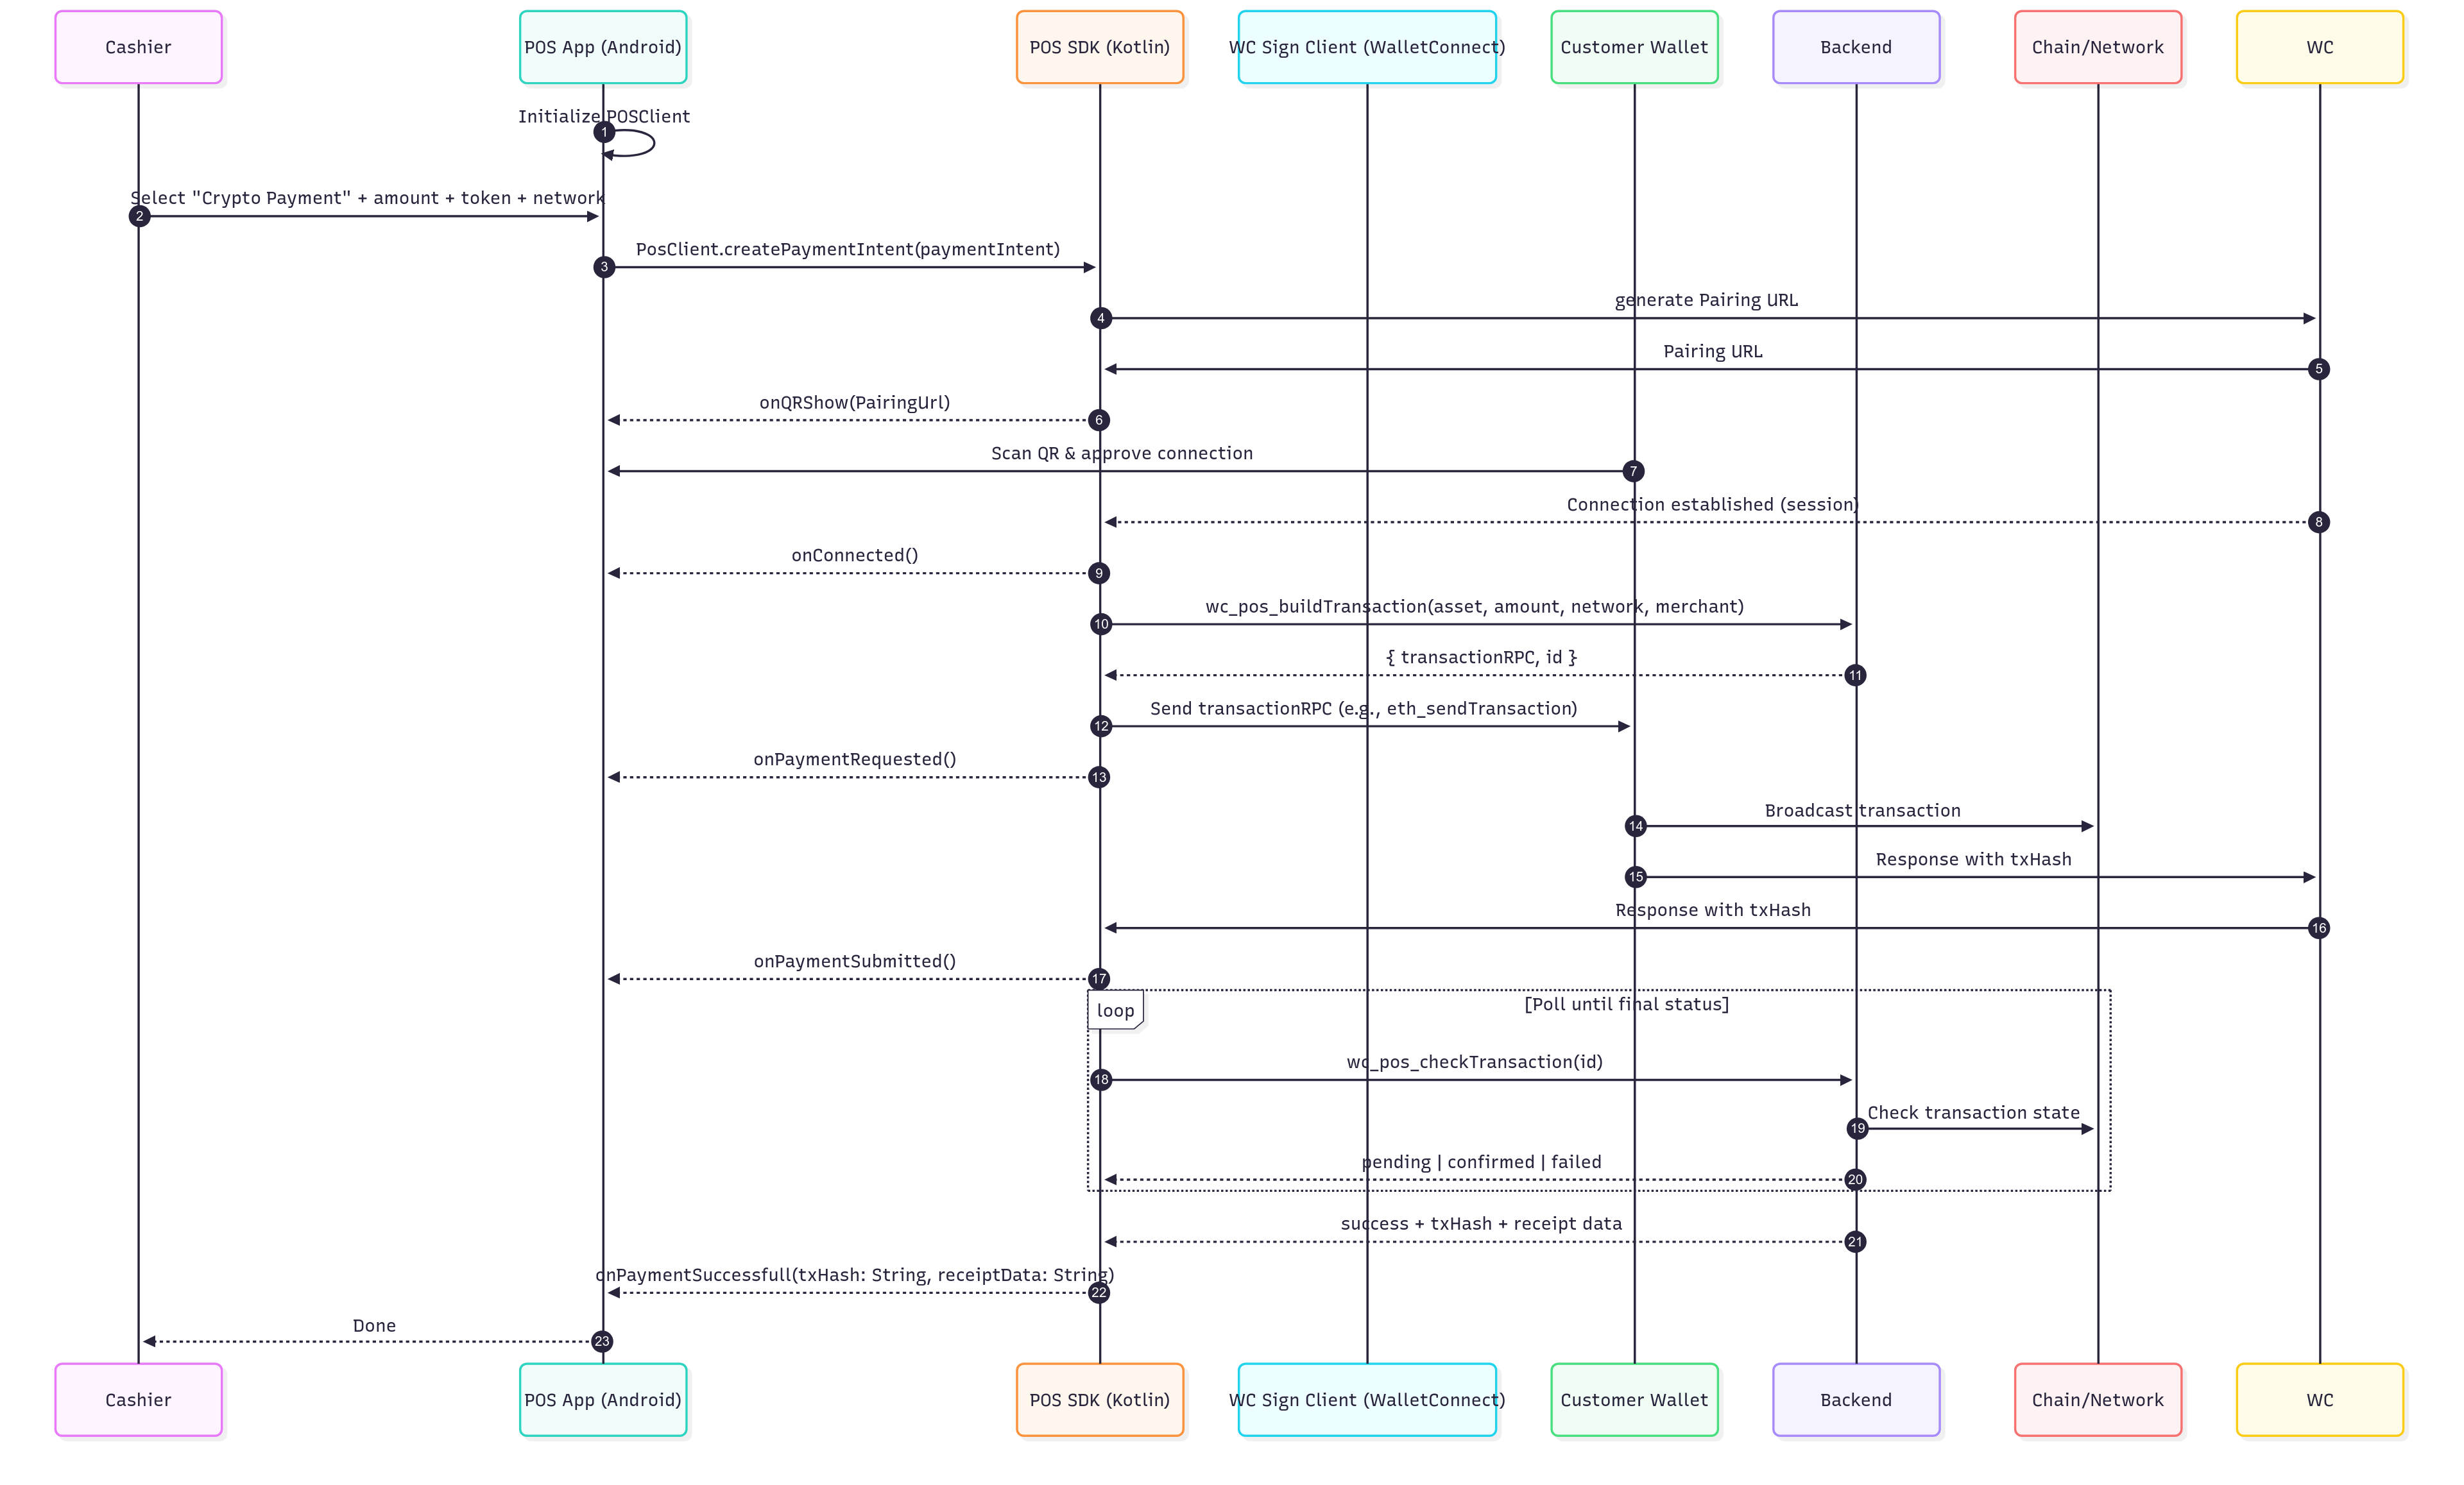 Cashier
POS App (Android)
POS SDK (Kotlin)
WC Sign Client (WalletConnect)
Customer Wallet
Backend
Chain/Network
WC
Initialize POSClient
1
Select "Crypto Payment" + amount + token + network
2
PosClient.createPaymentIntent(paymentIntent)
3
generate Pairing URL
4
Pairing URL
5
onQRShow(PairingUrl)
6
Scan QR & approve connection
7
Connection established (session)
8
onConnected()
9
wc_pos_buildTransaction(asset, amount, network, merchant)
10
{ transactionRPC, id }
11
Send transactionRPC (e.g., eth_sendTransaction)
12
onPaymentRequested()
13
Broadcast transaction
14
Response with txHash
15
Response with txHash
16
onPaymentSubmitted()
17
loop
[Poll until final status]
wc_pos_checkTransaction(id)
18
Check transaction state
19
pending | confirmed | failed
20
success + txHash + receipt data
21
onPaymentSuccessfull(txHash: String, receiptData: String)
22
Done
23
Cashier
POS App (Android)
POS SDK (Kotlin)
WC Sign Client (WalletConnect)
Customer Wallet
Backend
Chain/Network
WC